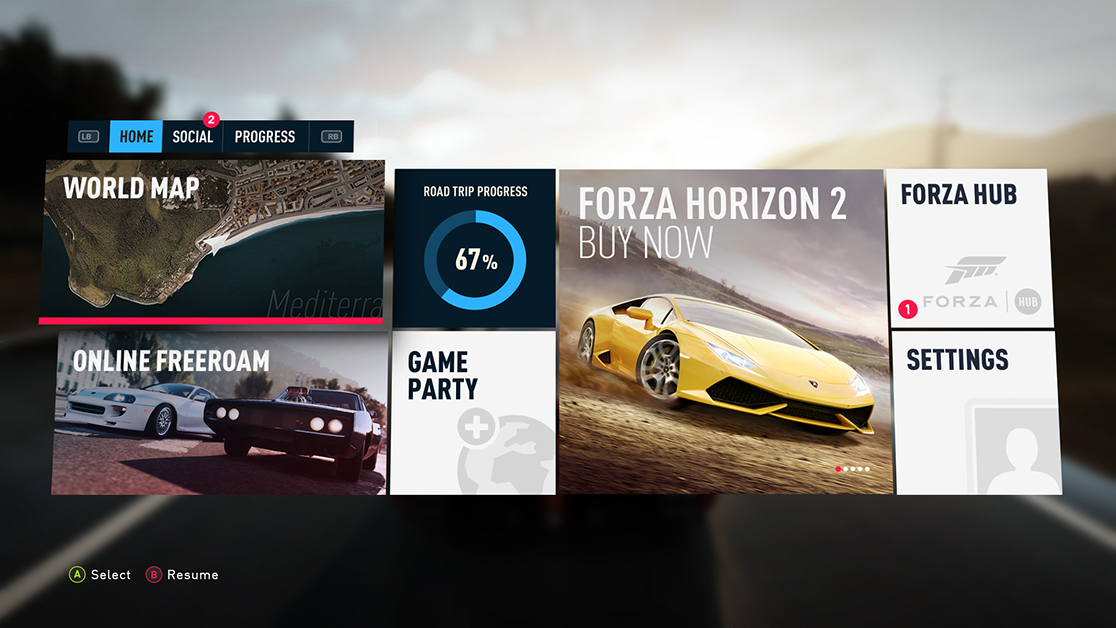 LB
HOME
SOCIAL
2
PROGRESS
RB
WORLD MAP
Mediterra
ROAD TRIP PROGRESS
67%
FORZA HORIZON 2
BUY NOW
FORZA HUB
1
FORZA | HUB
ONLINE FREEROAM
GAME
PARTY
SETTINGS
A Select B Resume